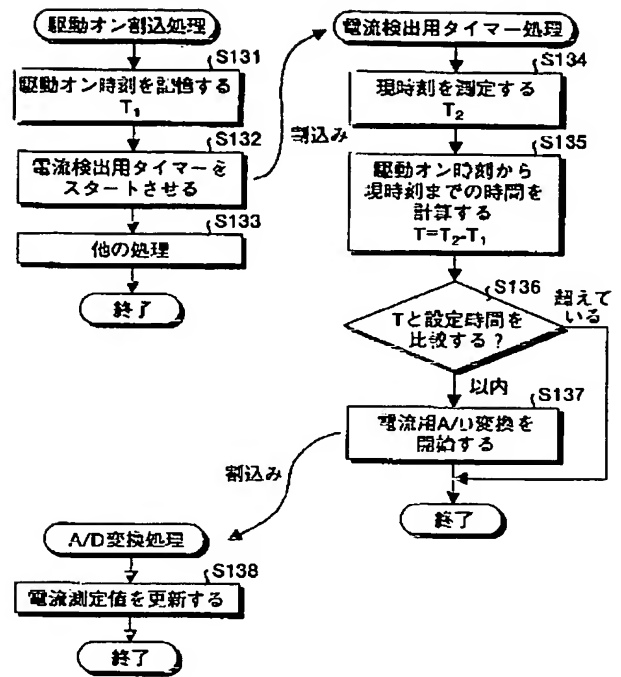 駆動オン割込処理
S131
駆動オン時刻を記憶する
T1
S132
電流検出用タイマーを
スタートさせる
S133
他の処理
終了
割込み
電流検出用タイマー処理
S134
現時刻を測定する
T2
S135
駆動オン時刻から
現時刻までの時間を
計算する
T=T2-T1
S136
Tと設定時間を
比較する?
超えて
いる
以内
S137
電流用A/D変換を
開始する
終了
割込み
A/D変換処理
S138
電流測定値を更新する
終了